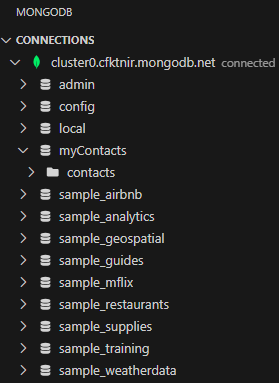 MONGODB
CONNECTIONS
cluster0.cfktnir.mongodb.net connected
admin
config
local
myContacts
contacts
sample_airbnb
sample_analytics
sample_geospatial
sample_guides
sample_mflix
sample_restaurants
sample_supplies
sample_training
sample_weatherdata